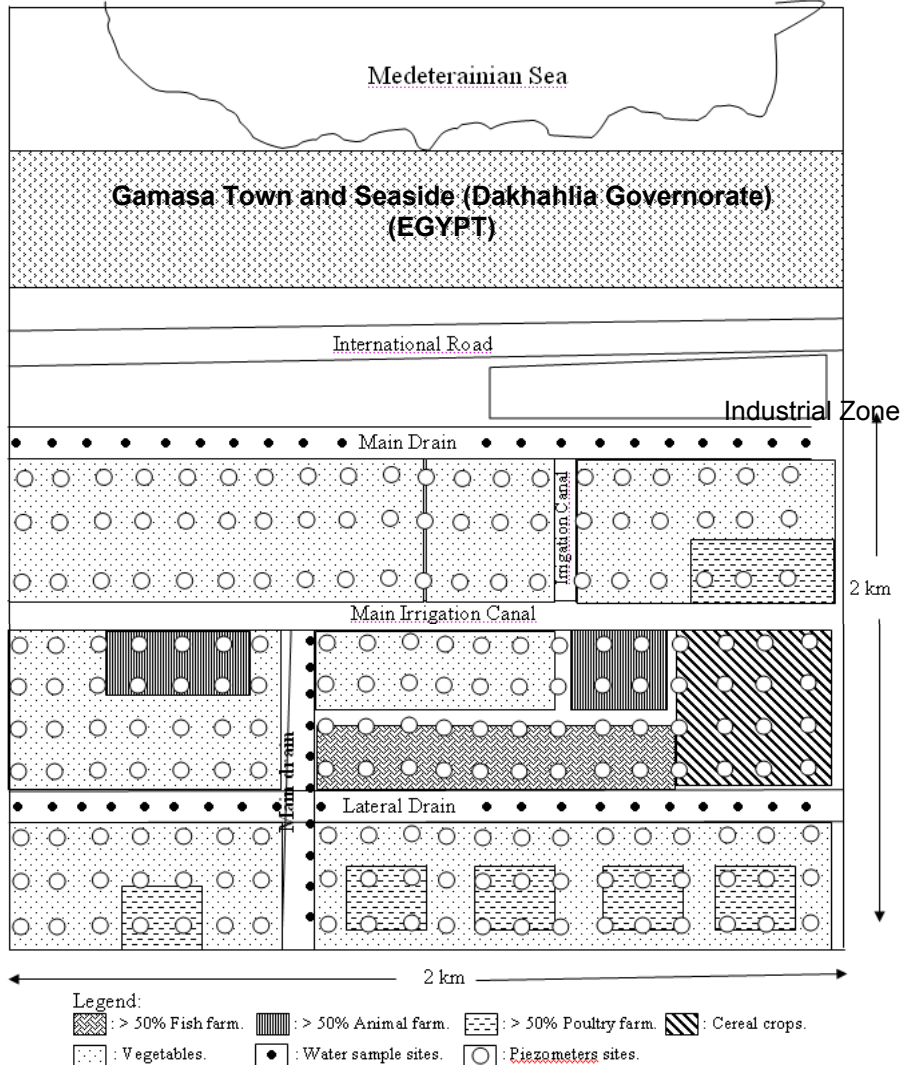 Medeterainian Sea
Gamasa Town and Seaside (Dakhahlia Governorate)
(EGYPT)
International Road
Industrial Zone
Main Drain
Irrigation Canal
2 km
Main Irrigation Canal
Main drain
Lateral Drain
2 km
Legend:
: > 50% Fish farm. : > 50% Animal farm. : > 50% Poultry farm. : Cereal crops.
: Vegetables. : Water sample sites. : Piezometers sites.